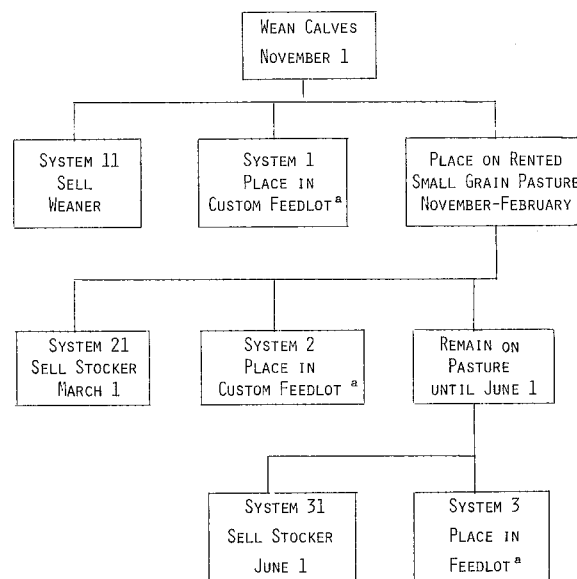 WEAN CALVES
NOVEMBER 1
SYSTEM 11
SELL
WEANER
SYSTEM 1
PLACE IN
CUSTOM FEEDLOT a
PLACE ON RENTED
SMALL GRAIN PASTURE
NOVEMBER-FEBRUARY
SYSTEM 21
SELL STOCKER
MARCH 1
SYSTEM 2
PLACE IN
CUSTOM FEEDLOT a
REMAIN ON
PASTURE
UNTIL JUNE 1
SYSTEM 31
SELL STOCKER
JUNE 1
SYSTEM 3
PLACE IN
FEEDLOT a